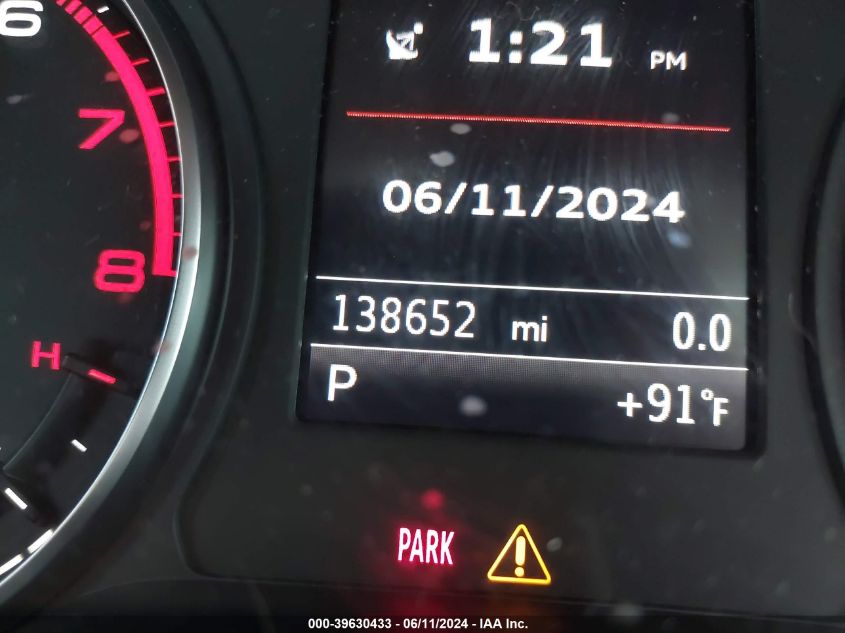 6
7
8
H
1:21 PM
06/11/2024
138652 mi 0.0
P +91°F
PARK
000-39630433 - 06/11/2024 - IAA Inc.